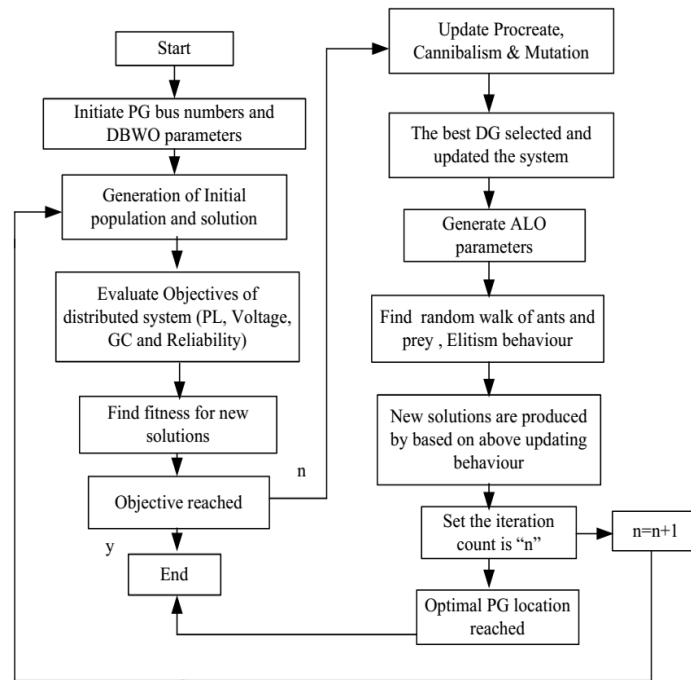 Start
Initiate PG bus numbers and
DBWO parameters
Generation of Initial
population and solution
Evaluate Objectives of
distributed system (PL, Voltage,
GC and Reliability)
Find fitness for new
solutions
Objective reached
n
y
End
Update Procreate,
Cannibalism & Mutation
The best DG selected and
updated the system
Generate ALO
parameters
Find random walk of ants and
prey , Elitism behaviour
New solutions are produced
by based on above updating
behaviour
Set the iteration
count is “n”
n=n+1
Optimal PG location
reached